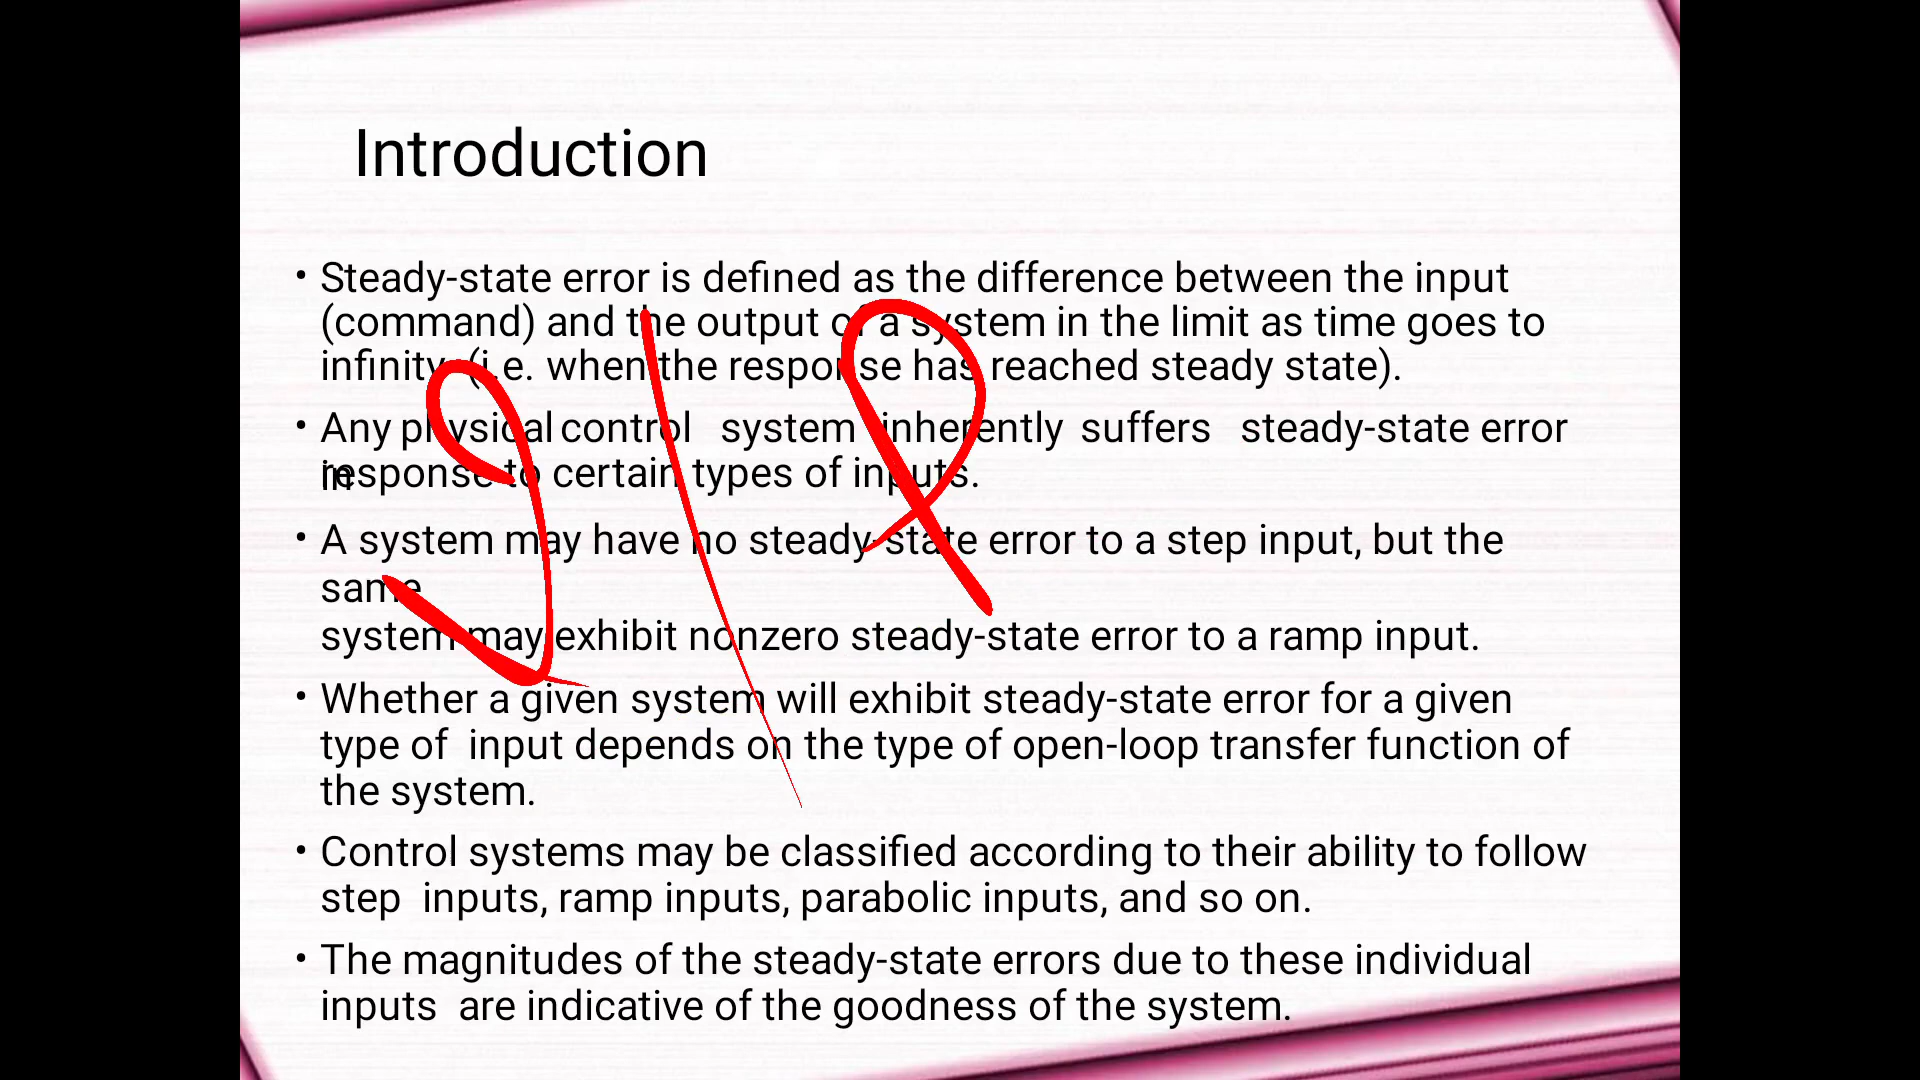 Introduction
• Steady-state error is defined as the difference between the input
(command) and the output of a system in the limit as time goes to
infinity (i.e. when the response has reached steady state).
• Any physical control system inherently suffers steady-state error
in
response to certain types of inputs.
• A system may have no steady-state error to a step input, but the
same
system may exhibit nonzero steady-state error to a ramp input.
• Whether a given system will exhibit steady-state error for a given
type of input depends on the type of open-loop transfer function of
the system.
• Control systems may be classified according to their ability to follow
step inputs, ramp inputs, parabolic inputs, and so on.
• The magnitudes of the steady-state errors due to these individual
inputs are indicative of the goodness of the system.